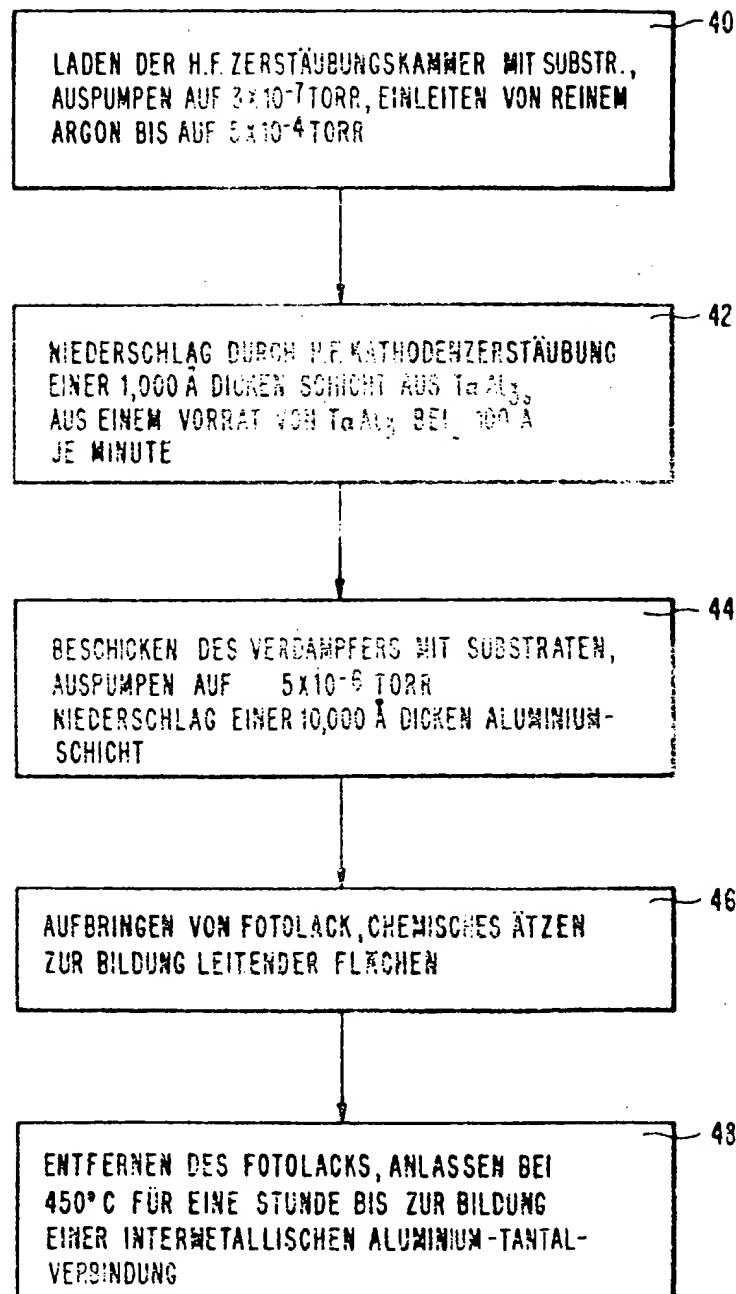 40
LADEN DER H.F. ZERSTÄUBUNGSKAMMER MIT SUBSTR.,
AUSPUMPEN AUF 3x10⁻⁷ TORR, EINLEITEN VON REINEM
ARGON BIS AUF 5x10⁻⁴ TORR
42
NIEDERSCHLAG DURCH H.F. KATHODENZERSTÄUBUNG
EINER 1,000 Å DICKEN SCHICHT AUS TaAl₃,
AUS EINEM VORRAT VON TaAl₃ BEI 100 Å
JE MINUTE
44
BESCHICKEN DES VERDAMPFERS MIT SUBSTRATEN,
AUSPUMPEN AUF 5x10⁻⁶ TORR
NIEDERSCHLAG EINER 10,000 Å DICKEN ALUMINIUM-
SCHICHT
46
AUFBRINGEN VON FOTOLACK, CHEMISCHES ÄTZEN
ZUR BILDUNG LEITENDER FLÄCHEN
48
ENTFERNEN DES FOTOLACKS, ANLASSEN BEI
450° C FÜR EINE STUNDE BIS ZUR BILDUNG
EINER INTERMETALLISCHEN ALUMINIUM-TANTAL-
VERBINDUNG